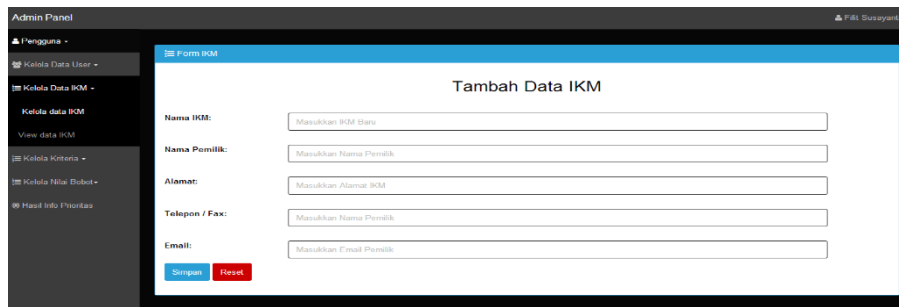 Admin Panel
Fifit Susayant
Pengguna
Kelola Data User
Kelola Data IKM
Kelola data IKM
View data IKM
Kelola Kriteria
Kelola Nilai Bobot
Hasil Info Prioritas
Form IKM
Tambah Data IKM
Nama IKM:
Masukkan IKM Baru
Nama Pemilik:
Masukkan Nama Pemilik
Alamat:
Masukkan Alamat IKM
Telepon / Fax:
Masukkan Nama Pemilik
Email:
Masukkan Email Pemilik
Simpan Reset